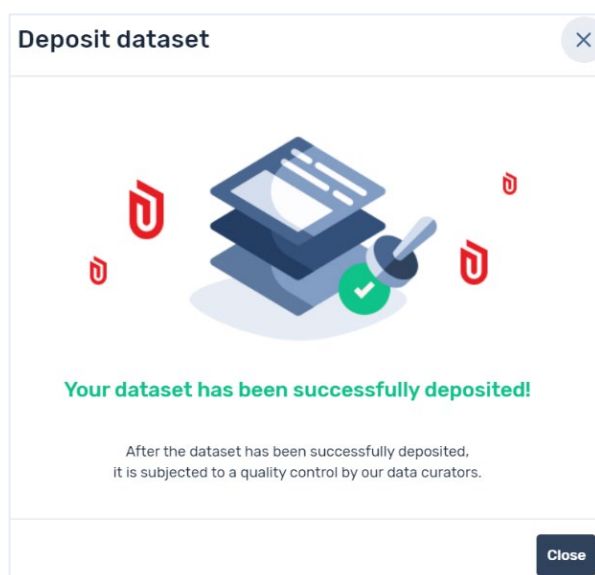 Deposit dataset
Your dataset has been successfully deposited!
After the dataset has been successfully deposited,
it is subjected to a quality control by our data curators.
Close